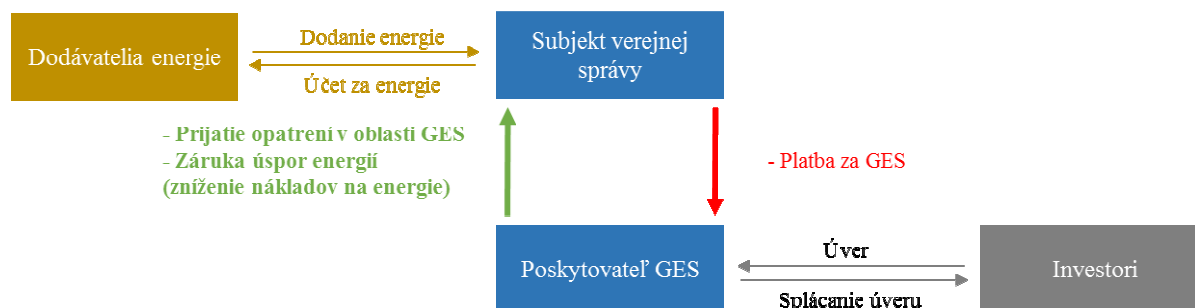 Dodávatelia energie
Dodanie energie
Účet za energie
Subjekt verejnej
správy
- Prijatie opatrení v oblasti GES
- Záruka úspor energií
(zníženie nákladov na energie)
- Platba za GES
Poskytovateľ GES
Úver
Splácanie úveru
Investori